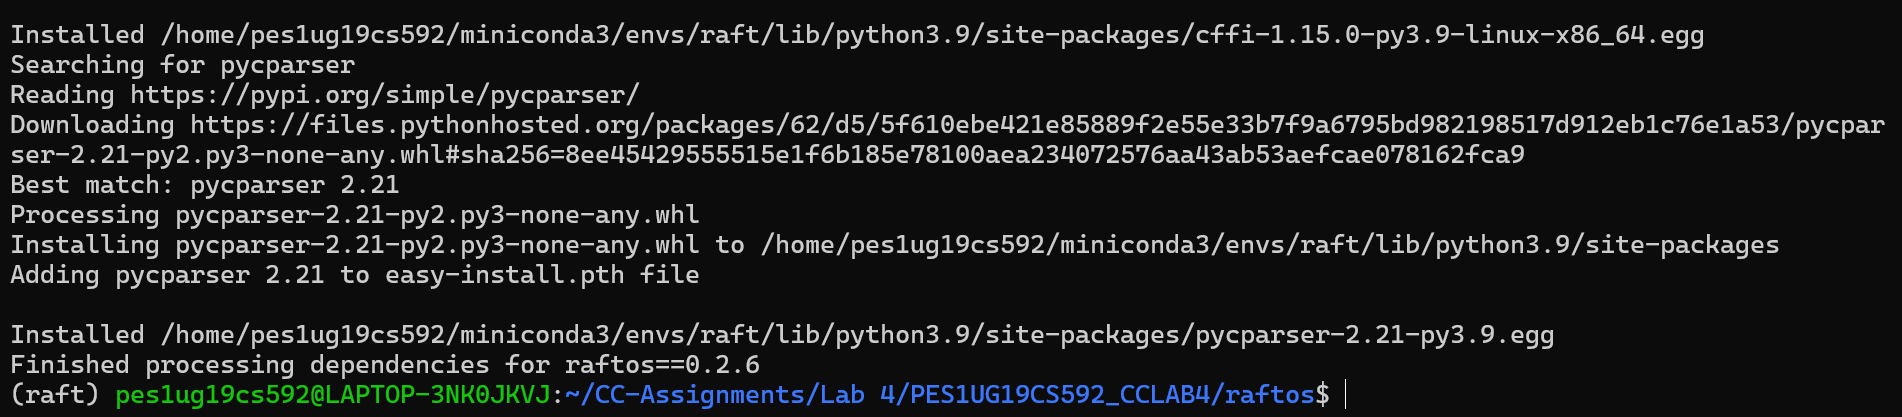 Installed /home/pes1ug19cs592/miniconda3/envs/raft/lib/python3.9/site-packages/cffi-1.15.0-py3.9-linux-x86_64.egg
Searching for pycparser
Reading https://pypi.org/simple/pycparser/
Downloading https://files.pythonhosted.org/packages/62/d5/5f610ebe421e85889f2e55e33b7f9a6795bd982198517d912eb1c76e1a53/pycpar
ser-2.21-py2.py3-none-any.whl#sha256=8ee45429555515e1f6b185e78100aea234072576aa43ab53aefcae078162fca9
Best match: pycparser 2.21
Processing pycparser-2.21-py2.py3-none-any.whl
Installing pycparser-2.21-py2.py3-none-any.whl to /home/pes1ug19cs592/miniconda3/envs/raft/lib/python3.9/site-packages
Adding pycparser 2.21 to easy-install.pth file
Installed /home/pes1ug19cs592/miniconda3/envs/raft/lib/python3.9/site-packages/pycparser-2.21-py3.9.egg
Finished processing dependencies for raftos==0.2.6
(raft) pes1ug19cs592@LAPTOP-3NK0JKVJ:~/CC-Assignments/Lab 4/PES1UG19CS592_CCLAB4/raftos$